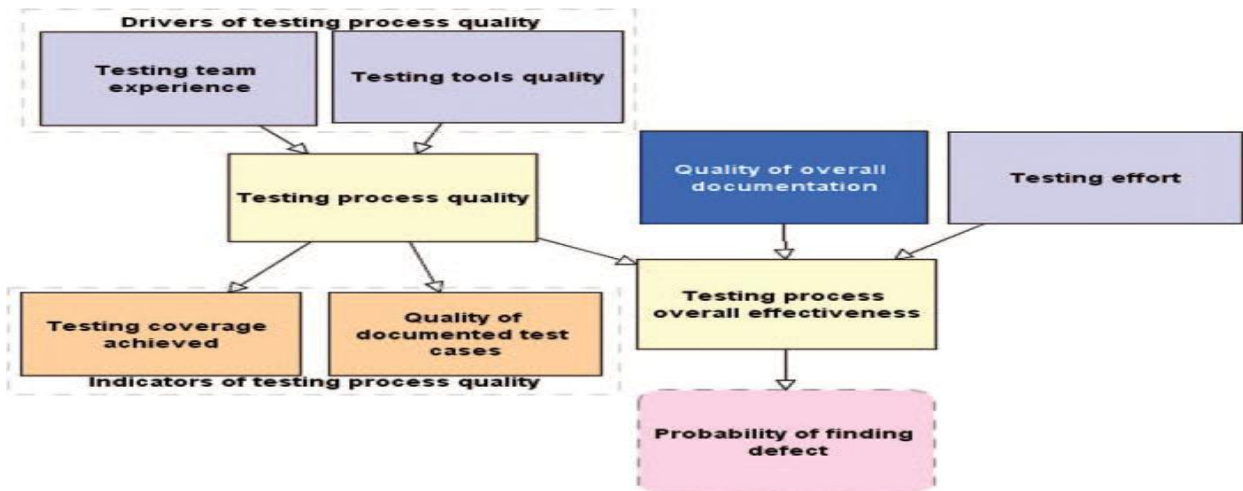 Drivers of testing process quality
Testing team
experience
Testing tools quality
Quality of overall
documentation
Testing effort
Testing process quality
Testing process
overall effectiveness
Testing coverage
achieved
Quality of
documented test
cases
Indicators of testing process quality
Probability of finding
defect